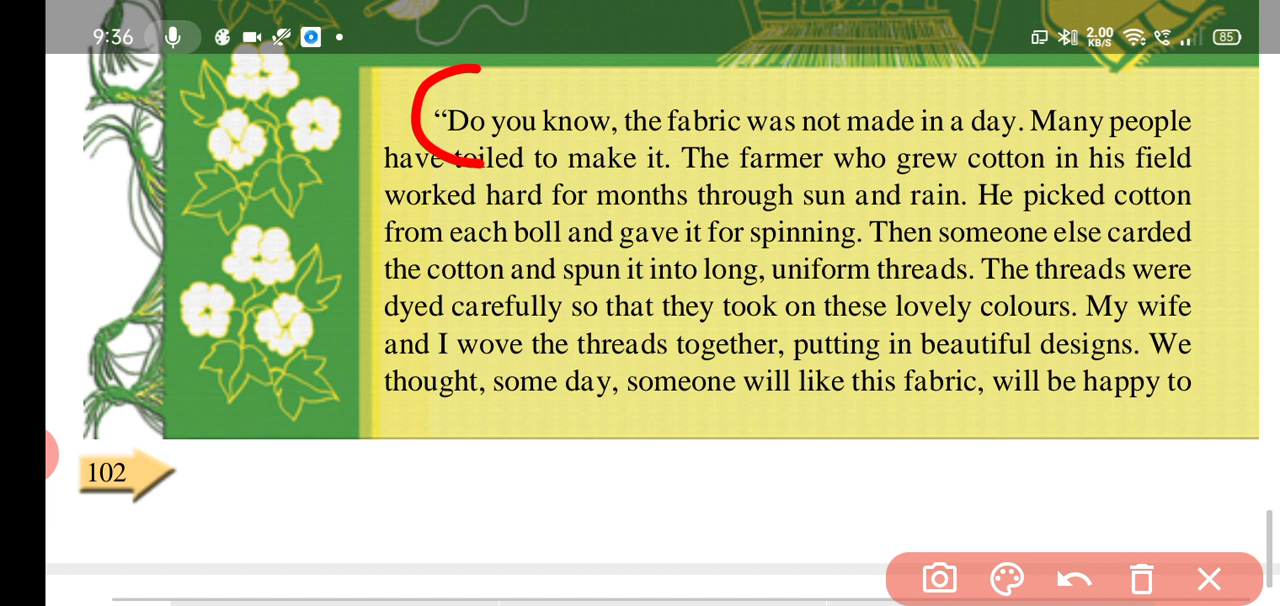 9:36
2.00
KB/S
85
“Do you know, the fabric was not made in a day. Many people
have toiled to make it. The farmer who grew cotton in his field
worked hard for months through sun and rain. He picked cotton
from each boll and gave it for spinning. Then someone else carded
the cotton and spun it into long, uniform threads. The threads were
dyed carefully so that they took on these lovely colours. My wife
and I wove the threads together, putting in beautiful designs. We
thought, some day, someone will like this fabric, will be happy to
102